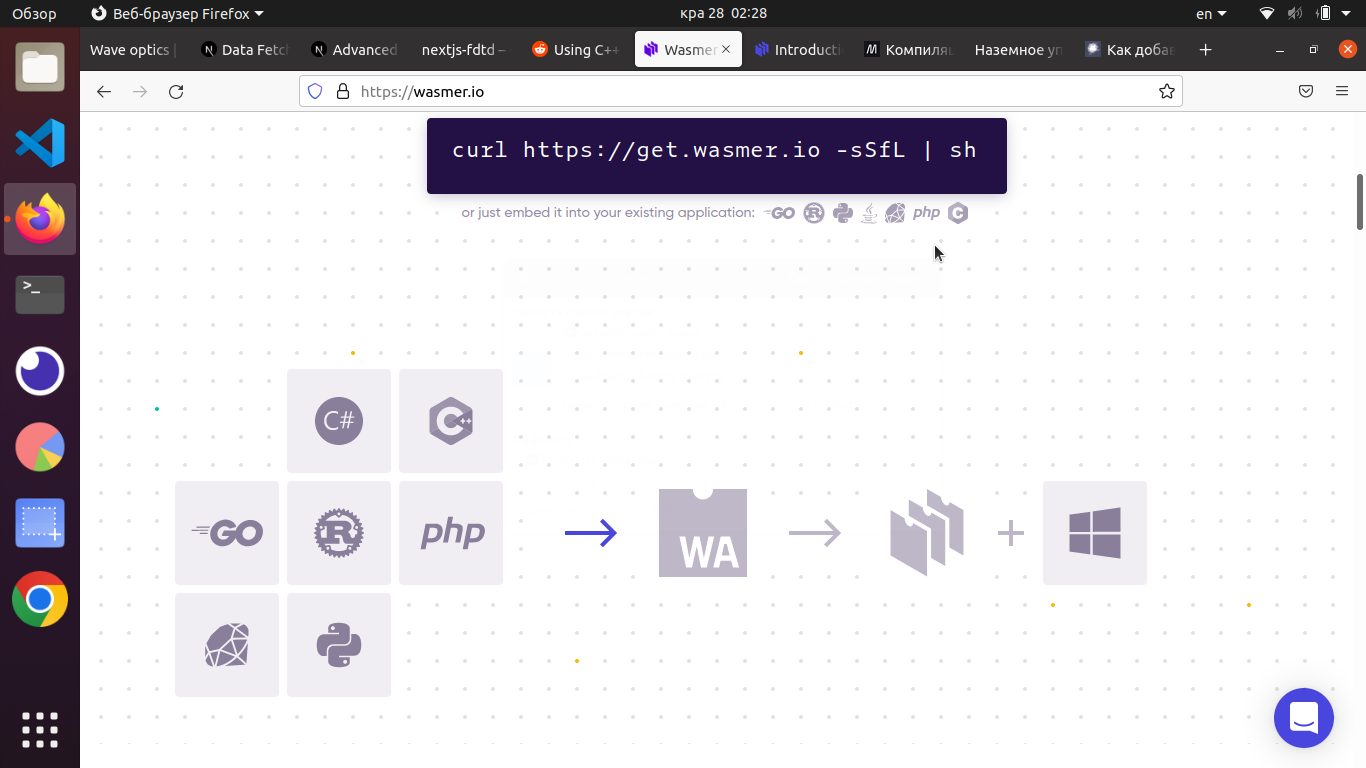 Обзор
Веб-браузер Firefox
кра 28 02:28
en
Wave optics
Data Fetc
Advanced
nextjs-fdtd –
Using C++
Wasmer
Introducti
Компиляц
Наземное уп
Как добав
https://wasmer.io
curl https://get.wasmer.io -sSfL | sh
or just embed it into your existing application:
GO
php
C
C#
C++
GO
R
php
WA